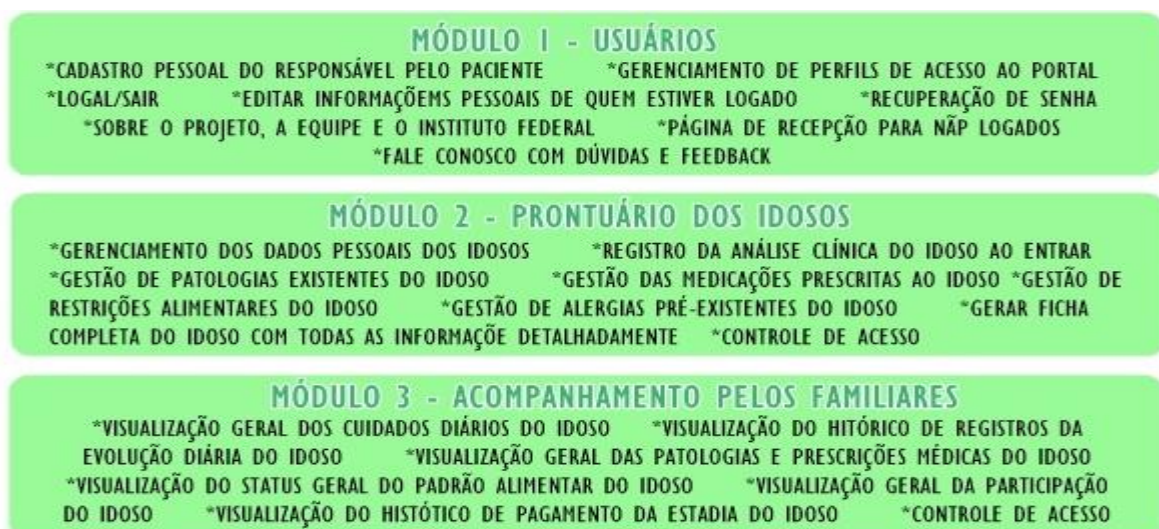 MÓDULO 1 - USUÁRIOS
*CADASTRO PESSOAL DO RESPONSÁVEL PELO PACIENTE *GERENCIAMENTO DE PERFILS DE ACESSO AO PORTAL
*LOGAL/SAIR *EDITAR INFORMAÇÕEMS PESSOAIS DE QUEM ESTIVER LOGADO *RECUPERAÇÃO DE SENHA
*SOBRE O PROJETO, A EQUIPE E O INSTITUTO FEDERAL *PÁGINA DE RECEPÇÃO PARA NÃP LOGADOS
*FALE CONOSCO COM DÚVIDAS E FEEDBACK
MÓDULO 2 - PRONTUÁRIO DOS IDOSOS
*GERENCIAMENTO DOS DADOS PESSOAIS DOS IDOSOS *REGISTRO DA ANÁLISE CLÍNICA DO IDOSO AO ENTRAR
*GESTÃO DE PATOLOGIAS EXISTENTES DO IDOSO *GESTÃO DAS MEDICAÇÕES PRESCRITAS AO IDOSO *GESTÃO DE
RESTRIÇÕES ALIMENTARES DO IDOSO *GESTÃO DE ALERGIAS PRÉ-EXISTENTES DO IDOSO *GERAR FICHA
COMPLETA DO IDOSO COM TODAS AS INFORMAÇÕE DETALHADAMENTE *CONTROLE DE ACESSO
MÓDULO 3 - ACOMPANHAMENTO PELOS FAMILIARES
*VISUALIZAÇÃO GERAL DOS CUIDADOS DIÁRIOS DO IDOSO *VISUALIZAÇÃO DO HITÓRICO DE REGISTROS DA
EVOLUÇÃO DIÁRIA DO IDOSO *VISUALIZAÇÃO GERAL DAS PATOLOGIAS E PRESCRIÇÕES MÉDICAS DO IDOSO
*VISUALIZAÇÃO DO STATUS GERAL DO PADRÃO ALIMENTAR DO IDOSO *VISUALIZAÇÃO GERAL DA PARTICIPAÇÃO
DO IDOSO *VISUALIZAÇÃO DO HISTÓTICO DE PAGAMENTO DA ESTADIA DO IDOSO *CONTROLE DE ACESSO